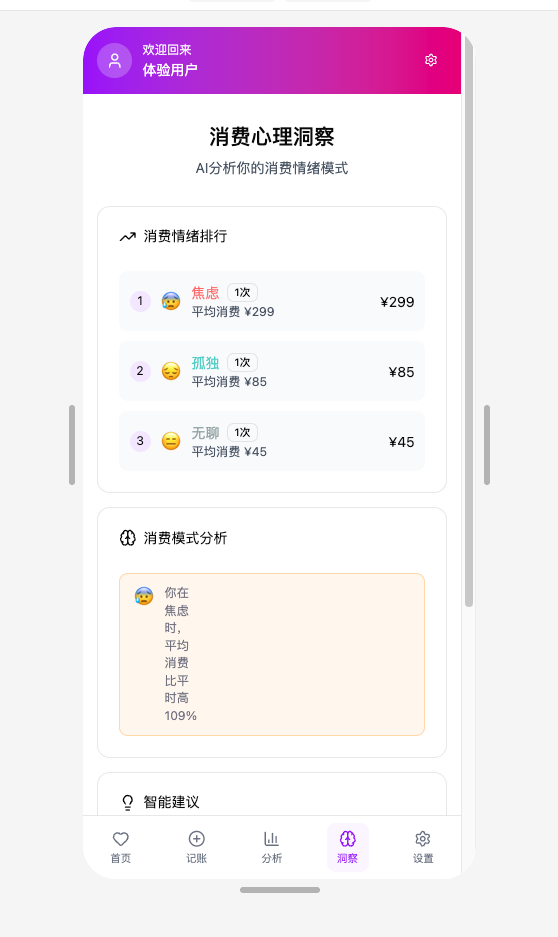 欢迎回来
体验用户
消费心理洞察
AI分析你的消费情绪模式
消费情绪排行
1 焦虑 1次
平均消费 ¥299
¥299
2 孤独 1次
平均消费 ¥85
¥85
3 无聊 1次
平均消费 ¥45
¥45
消费模式分析
你在
焦虑
时，
平均
消费
比平
时高
109%
智能建议
首页 记账 分析 洞察 设置